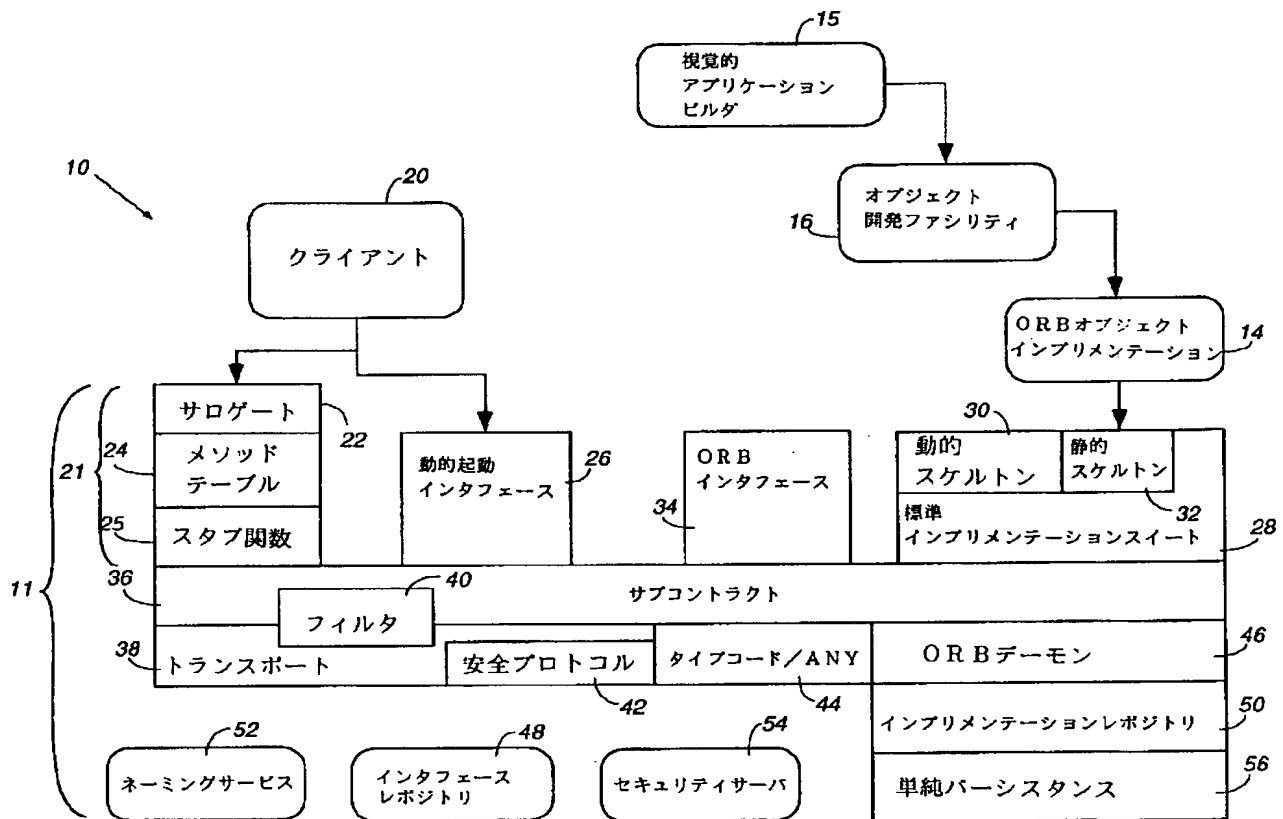 15
視覚的
アプリケーション
ビルダ
10
20
クライアント
オブジェクト
開発ファシリティ
16
ORBオブジェクト
インプリメンテーション
14
サロゲート
22
24
メソッド
テーブル
21
25
スタブ関数
動的起動
インタフェース
26
ORB
インタフェース
34
30
動的
スケルトン
静的
スケルトン
32
標準
インプリメンテーションスイート
28
11
36
40
サブコントラクト
フィルタ
38
トランスポート
安全プロトコル
42
タイプコード/ANY
44
ORBデーモン
46
インプリメンテーションレポジトリ
50
52
ネーミングサービス
48
インタフェース
レポジトリ
54
セキュリティサーバ
単純パーシスタンス
56